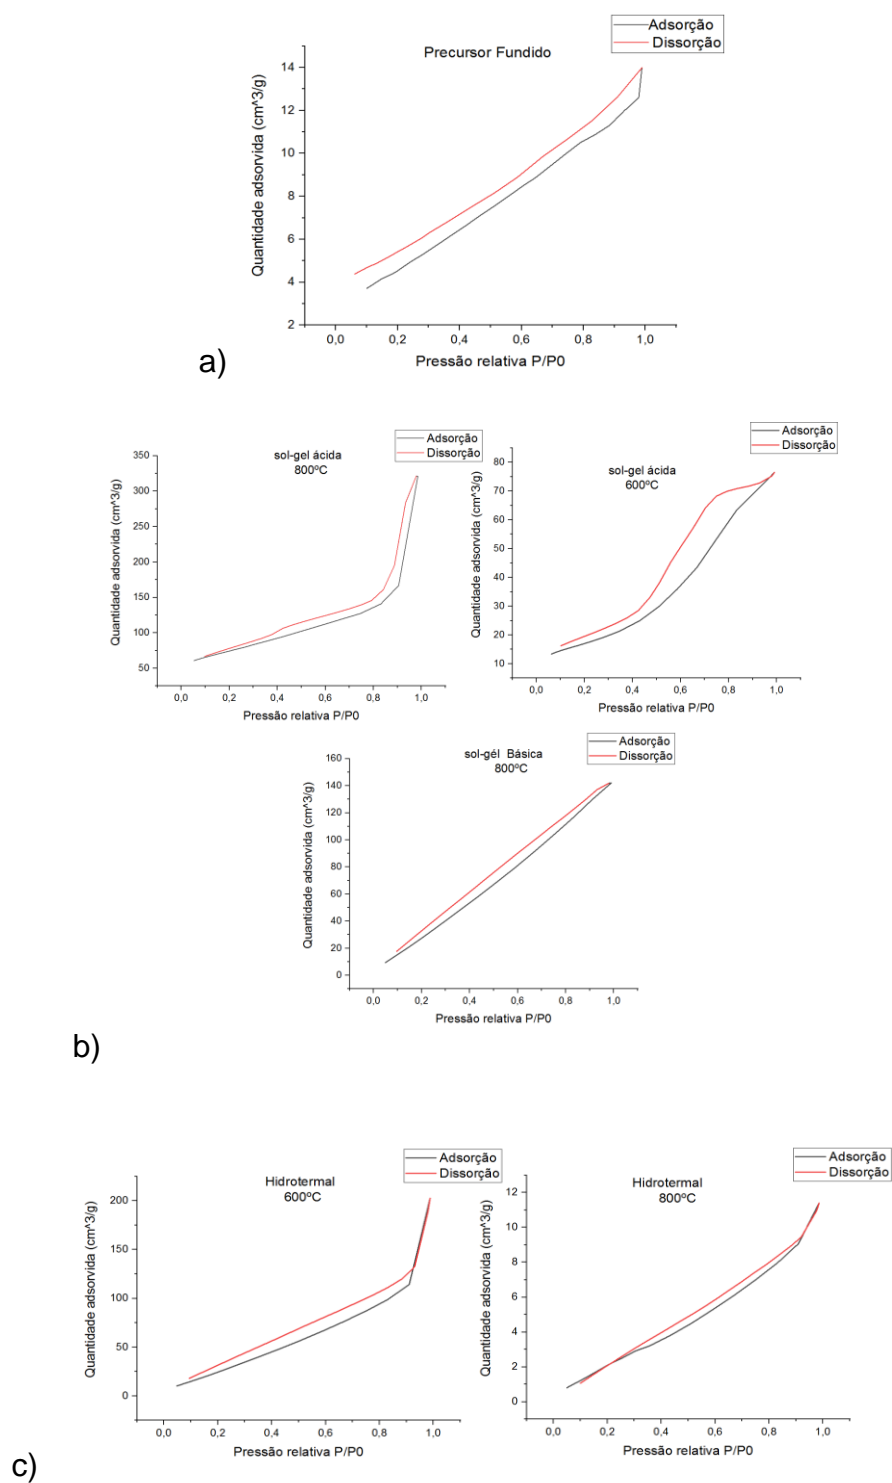 Adsorção
Dissorção
Precursor Fundido
Quantidade adsorvida (cm^3/g)
14
12
10
8
6
4
2
0,0 0,2 0,4 0,6 0,8 1,0
Pressão relativa P/P0
a)
Adsorção
Dissorção
sol-gel ácida
800ºC
Quantidade adsorvida (cm^3/g)
350
300
250
200
150
100
50
0,0 0,2 0,4 0,6 0,8 1,0
Pressão relativa P/P0
Adsorção
Dissorção
sol-gel ácida
600ºC
Quantidade adsorvida (cm^3/g)
80
70
60
50
40
30
20
10
0,0 0,2 0,4 0,6 0,8 1,0
Pressão relativa P/P0
Adsorção
Dissorção
sol-gél Básica
800ºC
Quantidade adsorvida (cm^3/g)
160
140
120
100
80
60
40
20
0
0,0 0,2 0,4 0,6 0,8 1,0
Pressão relativa P/P0
b)
Adsorção
Dissorção
Hidrotermal
600ºC
Quantidade adsorvida (cm^3/g)
200
150
100
50
0
0,0 0,2 0,4 0,6 0,8 1,0
Pressão relativa P/P0
Adsorção
Dissorção
Hidrotermal
800ºC
Quantidade adsorvida (cm^3/g)
12
10
8
6
4
2
0
0,0 0,2 0,4 0,6 0,8 1,0
Pressão relativa P/P0
c)